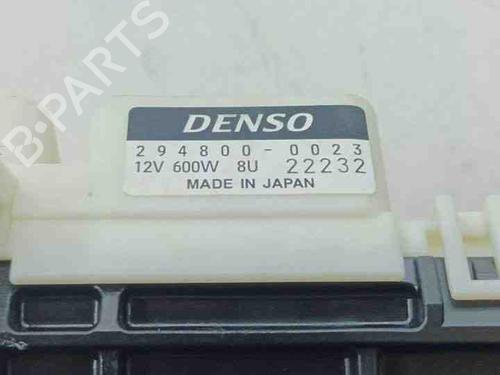 B-PARTS
DENSO
294800-0023
12V 600W 8U 22232
MADE IN JAPAN